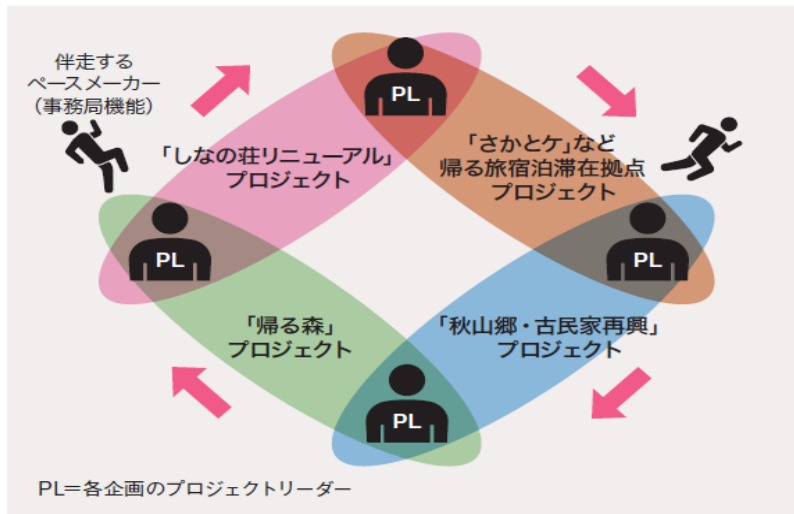 伴走する
ペースメーカー
（事務局機能）
PL
「しなの荘リニューアル」
プロジェクト
「さかとケ」など
帰る旅宿泊滞在拠点
プロジェクト
PL
PL
「帰る森」
プロジェクト
「秋山郷・古民家再興」
プロジェクト
PL
PL＝各企画のプロジェクトリーダー